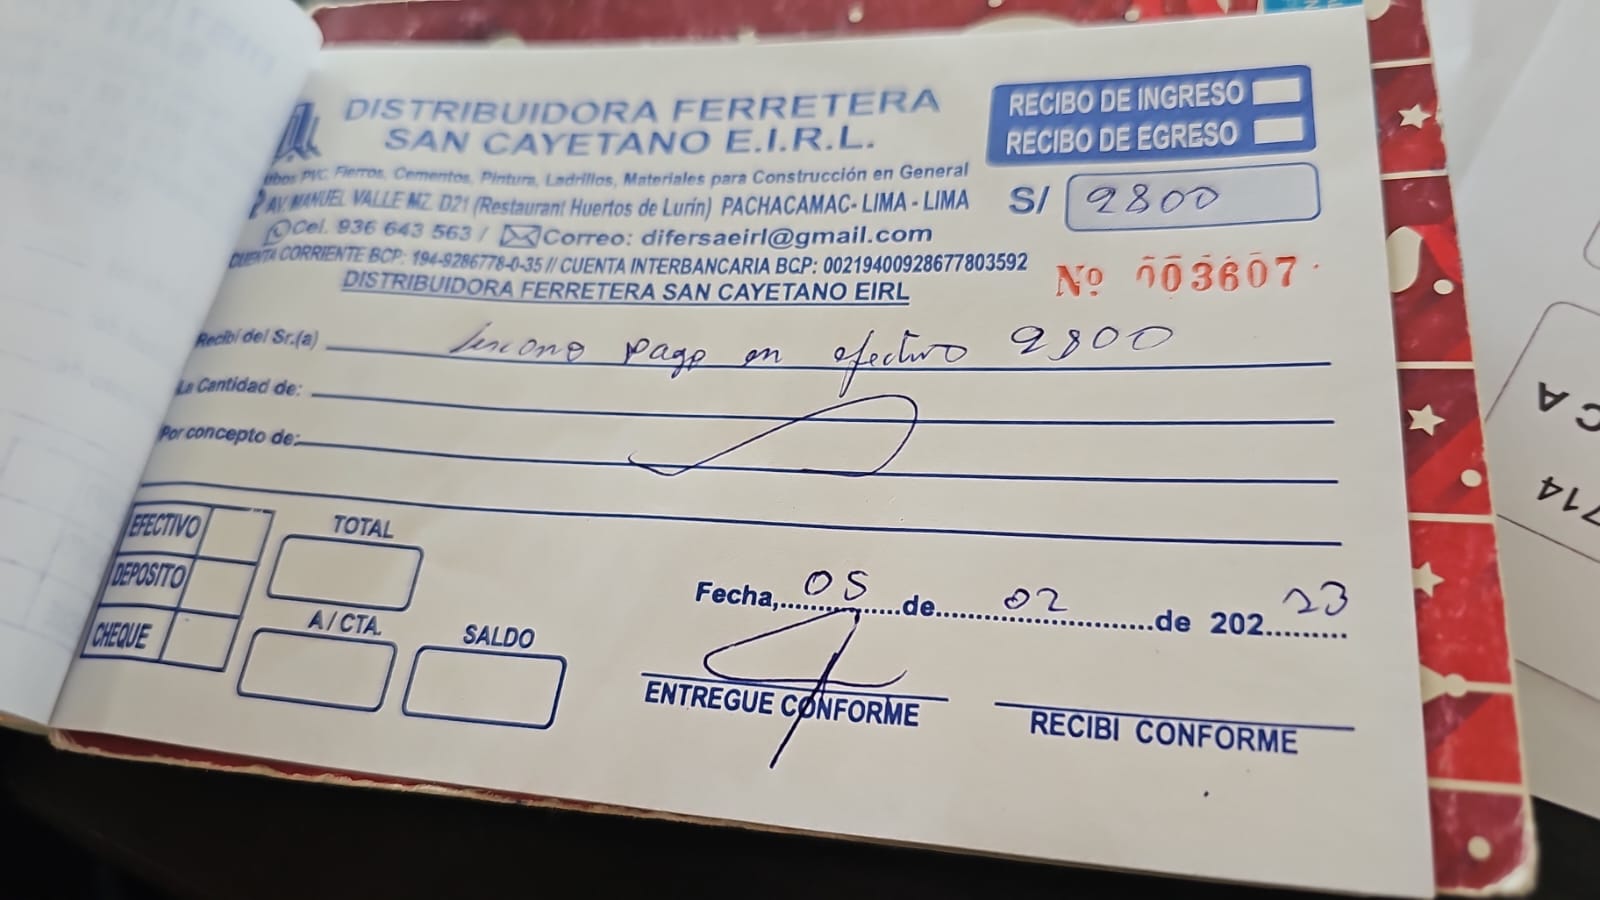 DISTRIBUIDORA FERRETERA
SAN CAYETANO E.I.R.L.
RECIBO DE INGRESO
RECIBO DE EGRESO
PVC, Fierros, Cementos, Pintura, Ladrillos, Materiales para Construcción en General
AV. MANUEL VALLE MZ. D21 (Restaurant Huertos de Lurín) PACHACAMAC- LIMA - LIMA
S/ 9800
Cel. 936 643 563 / Correo: difersaeirl@gmail.com
CUENTA CORRIENTE BCP: 194-9286778-0-35 // CUENTA INTERBANCARIA BCP: 00219400928677803592
Nº 003607
DISTRIBUIDORA FERRETERA SAN CAYETANO EIRL
Recibí del Sr.(a) pago en efectivo 9800
La Cantidad de:
Por concepto de:
EFECTIVO
TOTAL
DEPOSITO
Fecha, 05 de 02 de 202 23
A / CTA.
CHEQUE
SALDO
ENTREGUE CONFORME
RECIBI CONFORME
C A
714